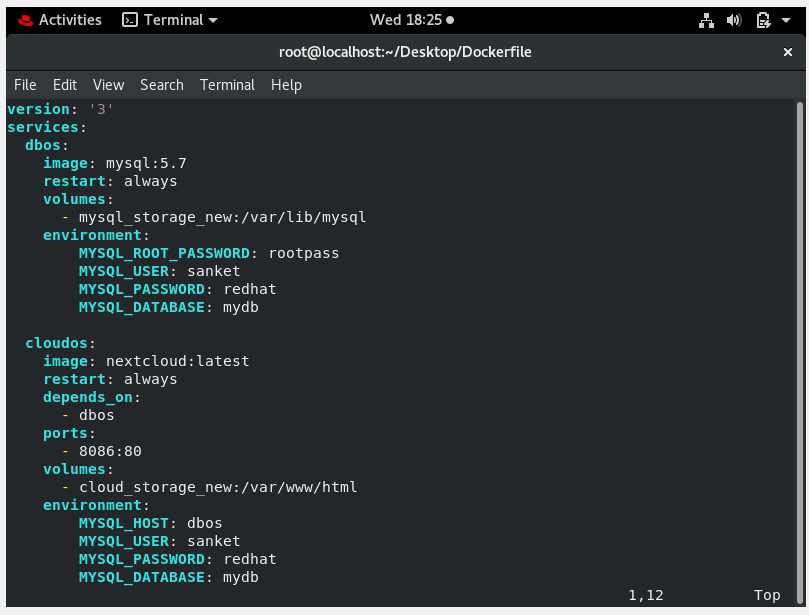 Activities Terminal Wed 18:25
root@localhost:~/Desktop/Dockerfile ×
File Edit View Search Terminal Help
version: '3'
services:
  dbos:
    image: mysql:5.7
    restart: always
    volumes:
      - mysql_storage_new:/var/lib/mysql
    environment:
        MYSQL_ROOT_PASSWORD: rootpass
        MYSQL_USER: sanket
        MYSQL_PASSWORD: redhat
        MYSQL_DATABASE: mydb

  cloudos:
    image: nextcloud:latest
    restart: always
    depends_on:
      - dbos
    ports:
      - 8086:80
    volumes:
      - cloud_storage_new:/var/www/html
    environment:
        MYSQL_HOST: dbos
        MYSQL_USER: sanket
        MYSQL_PASSWORD: redhat
        MYSQL_DATABASE: mydb
1,12 Top